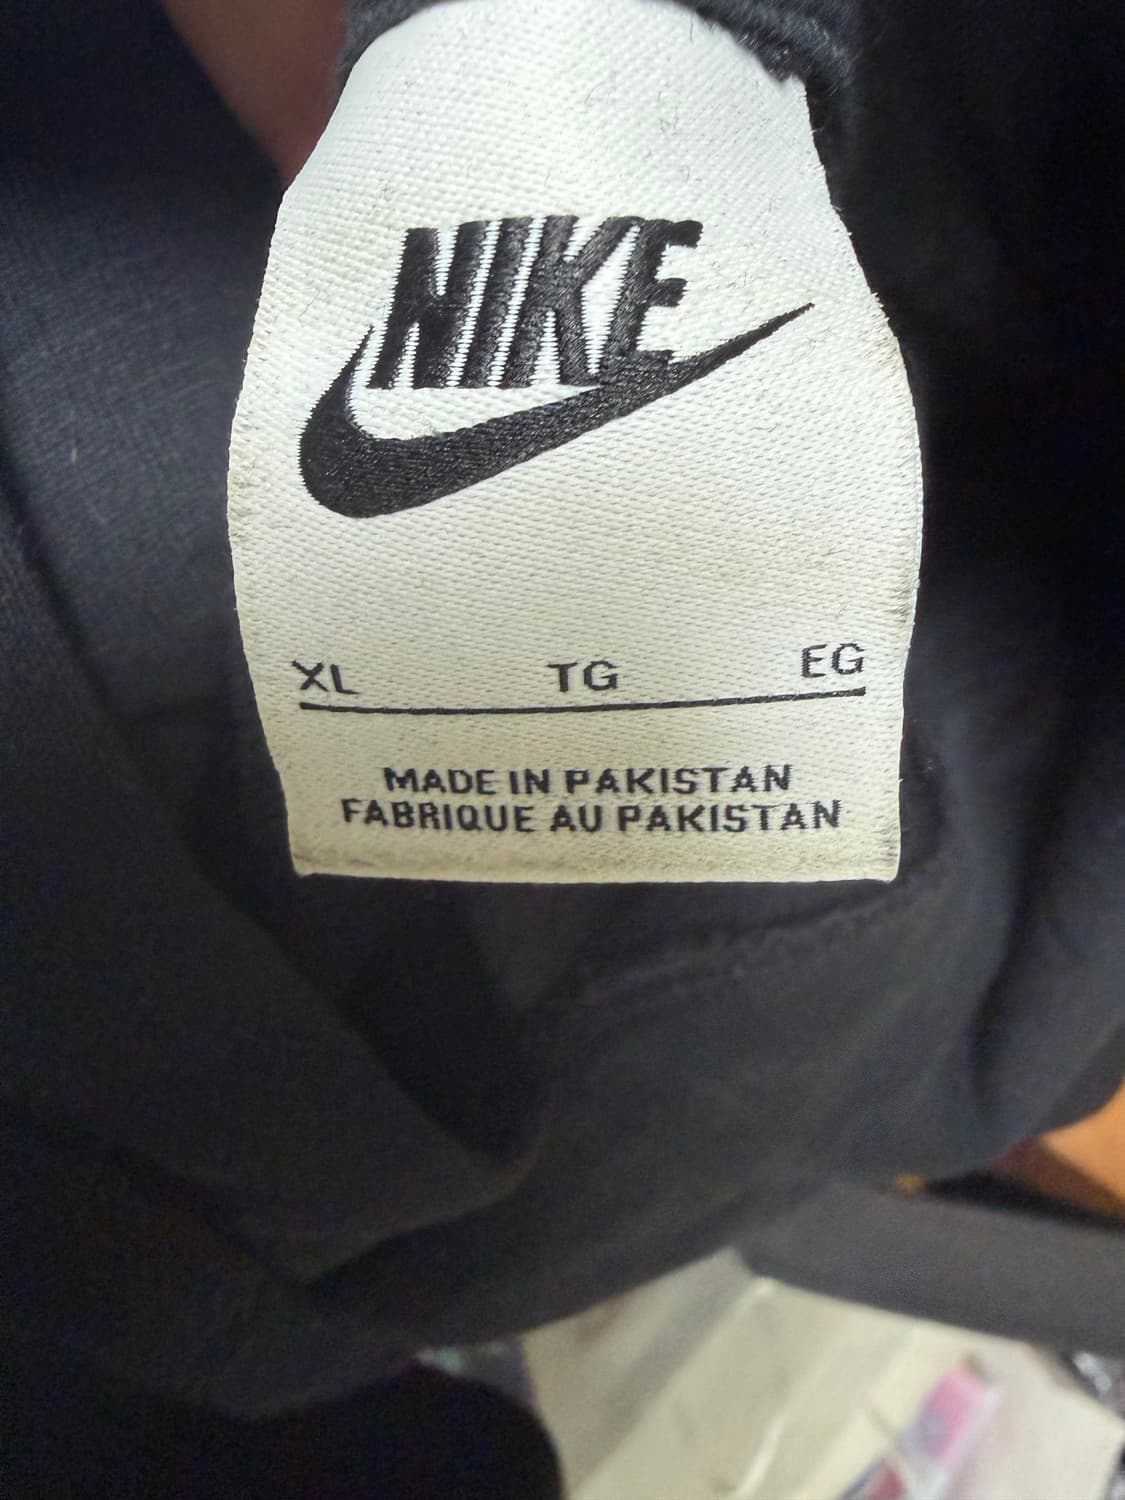 NIKE
XL TG EG
MADE IN PAKISTAN
FABRIQUE AU PAKISTAN